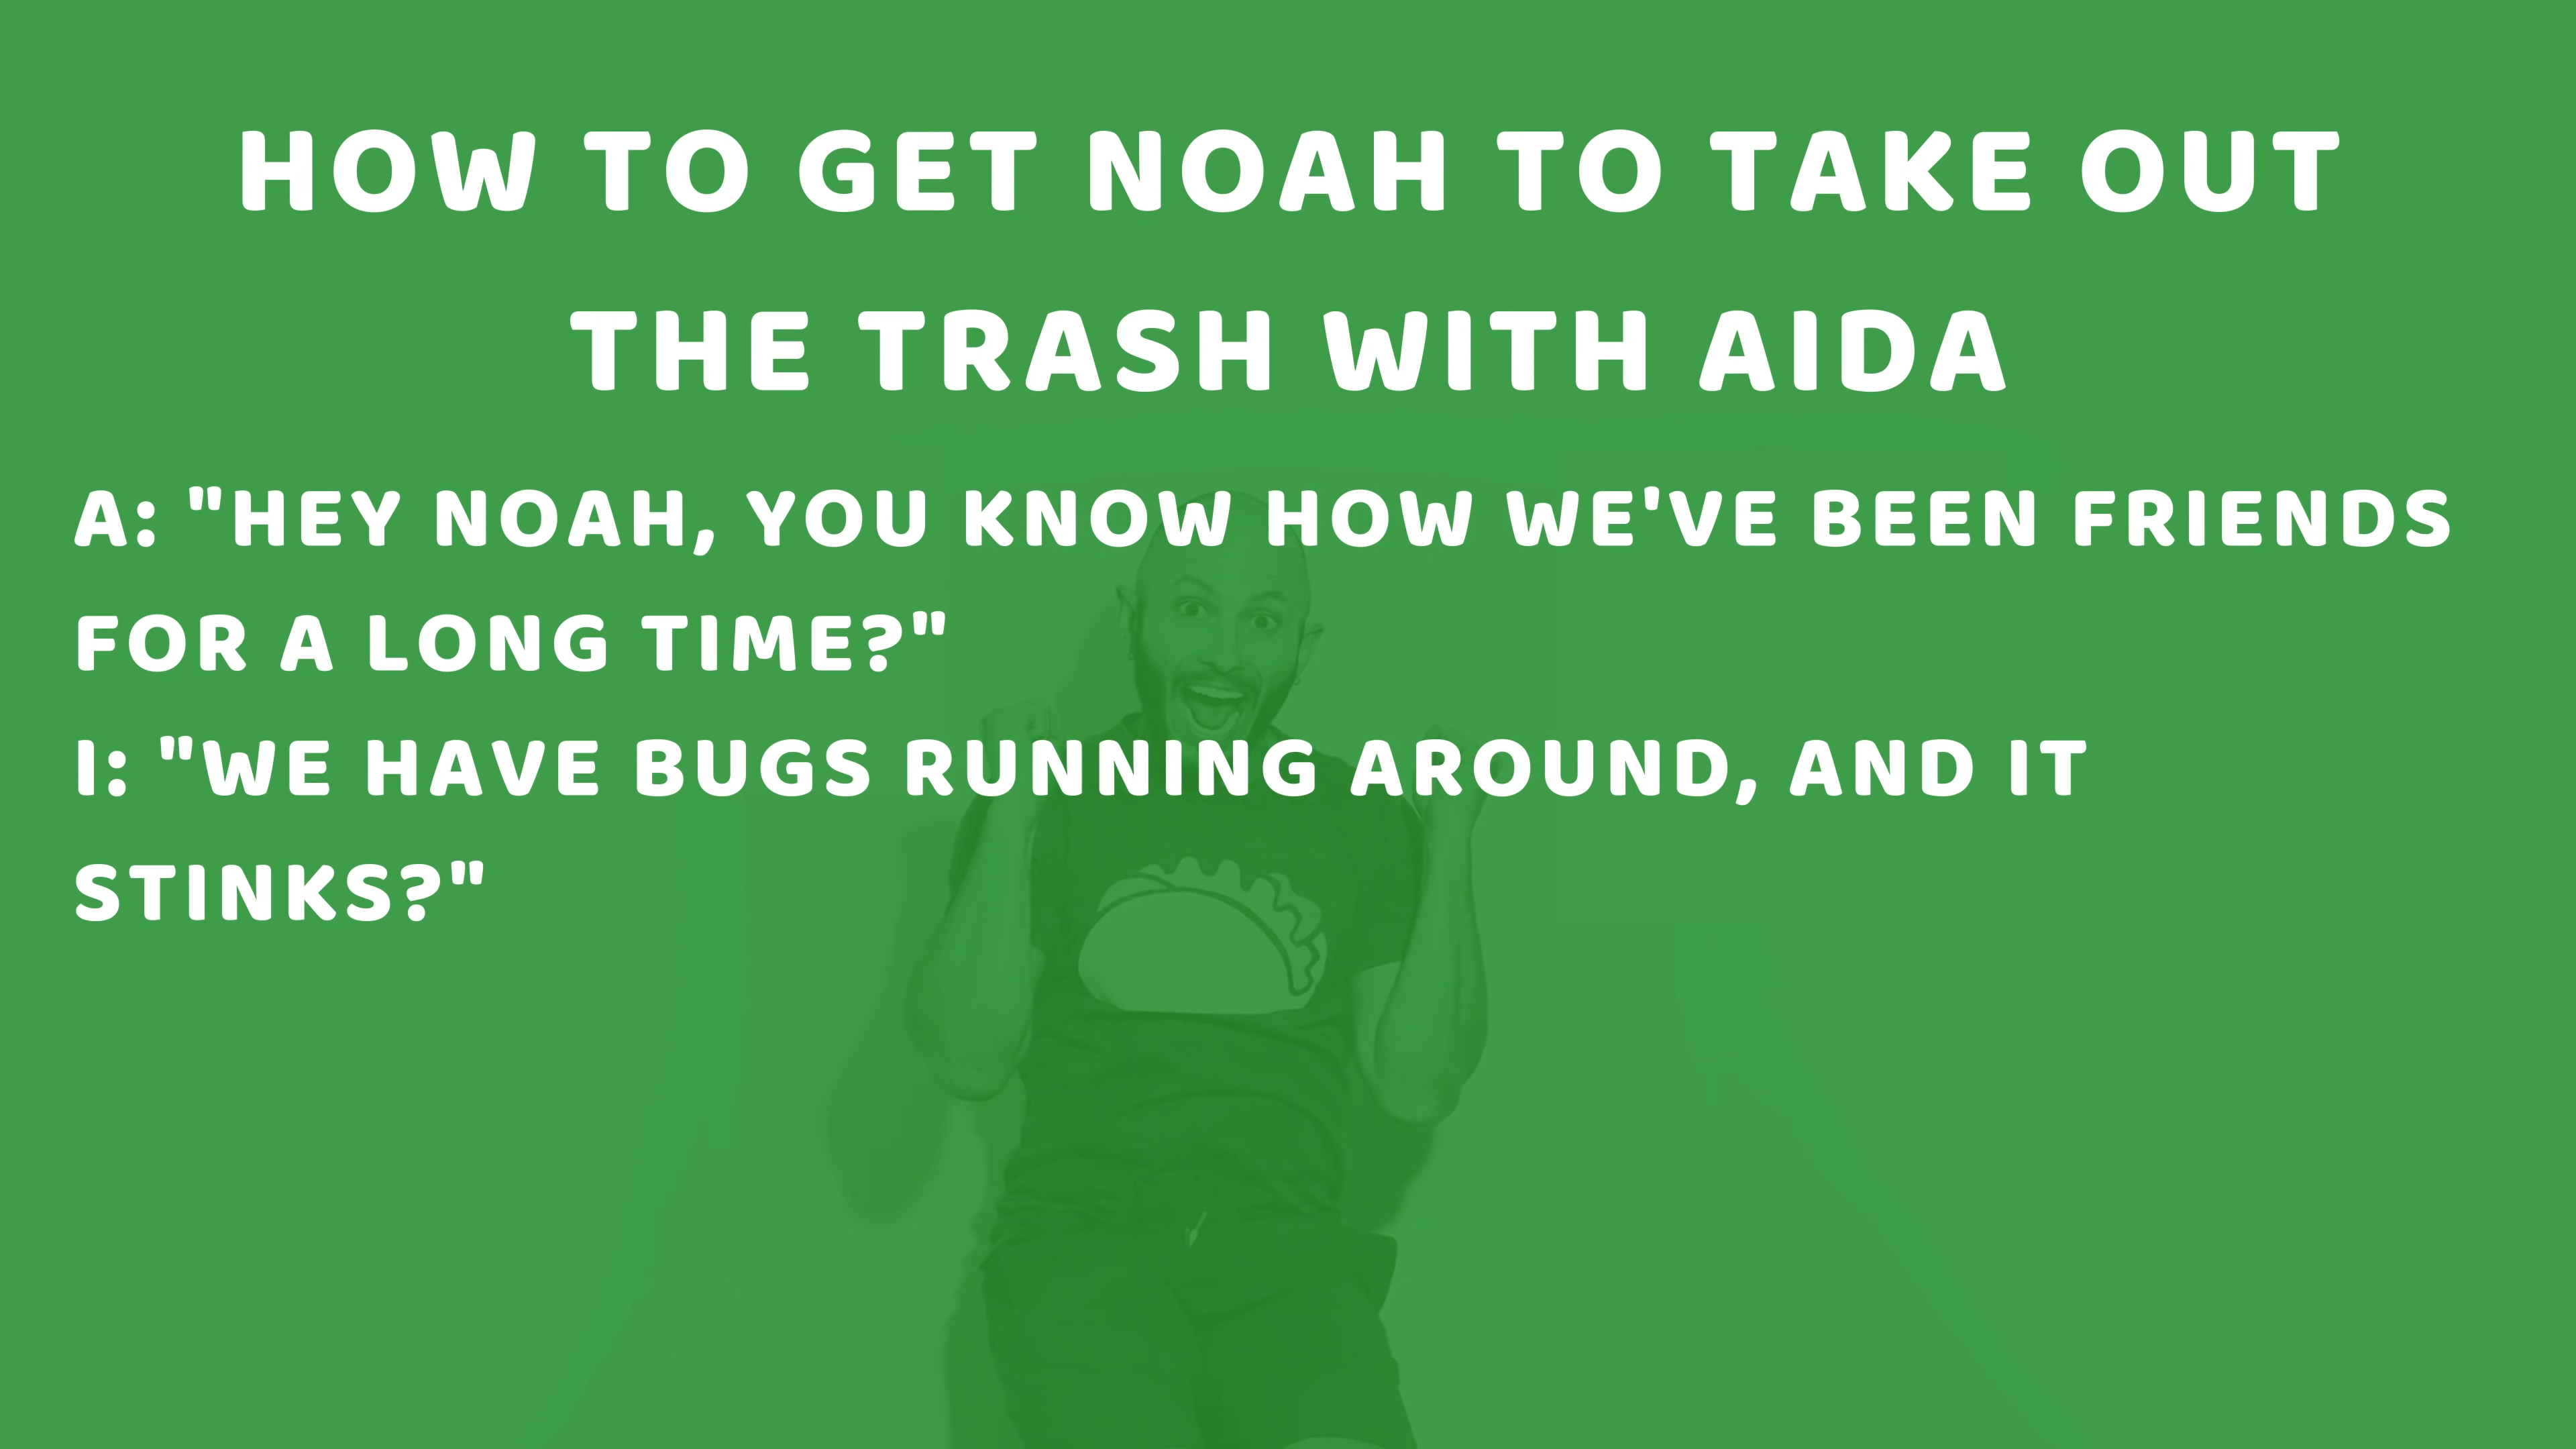 HOW TO GET NOAH TO TAKE OUT
THE TRASH WITH AIDA
A: "HEY NOAH, YOU KNOW HOW WE'VE BEEN FRIENDS
FOR A LONG TIME?"
I: "WE HAVE BUGS RUNNING AROUND, AND IT
STINKS?"